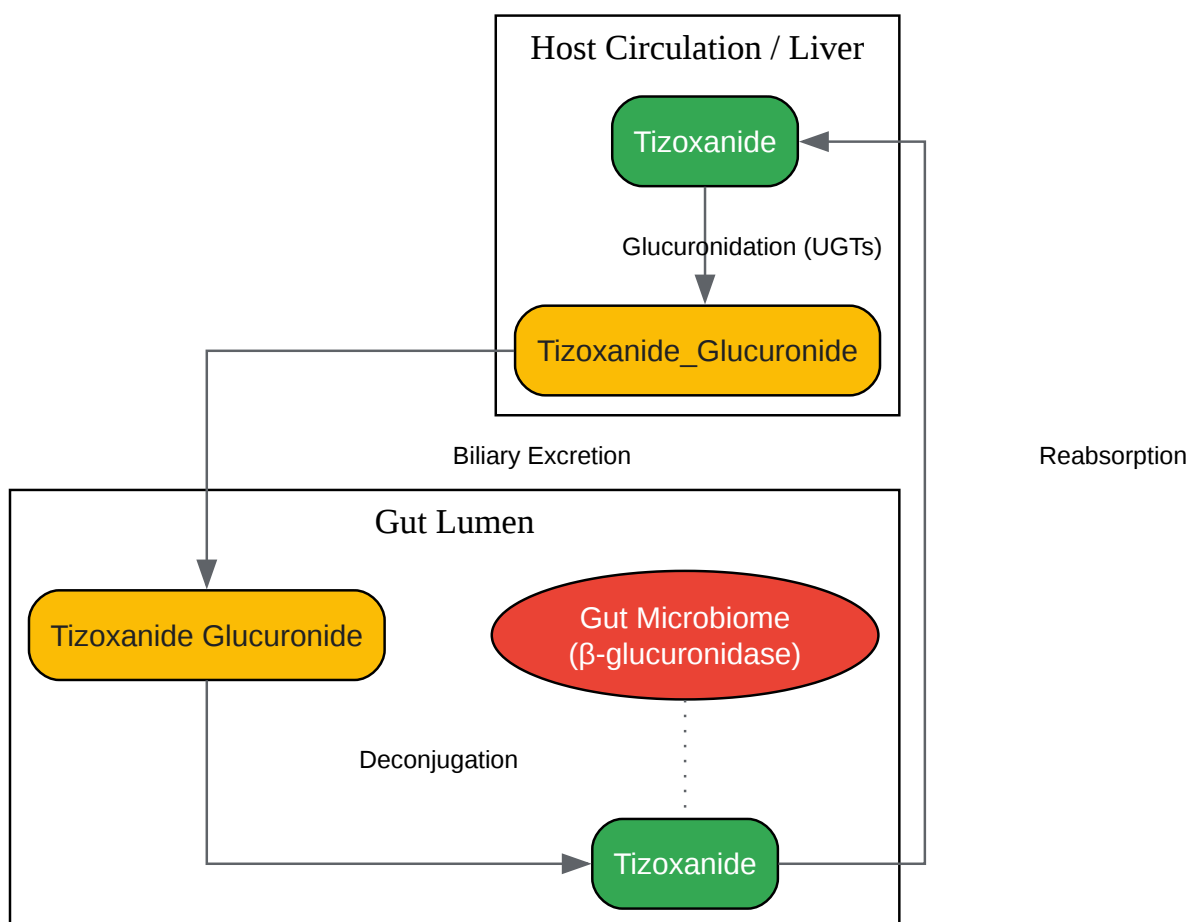 Host Circulation / Liver
Tizoxanide
Glucuronidation (UGTs)
Tizoxanide_Glucuronide
Biliary Excretion
Reabsorption
Gut Lumen
Tizoxanide Glucuronide
Gut Microbiome
(β-glucuronidase)
Deconjugation
Tizoxanide